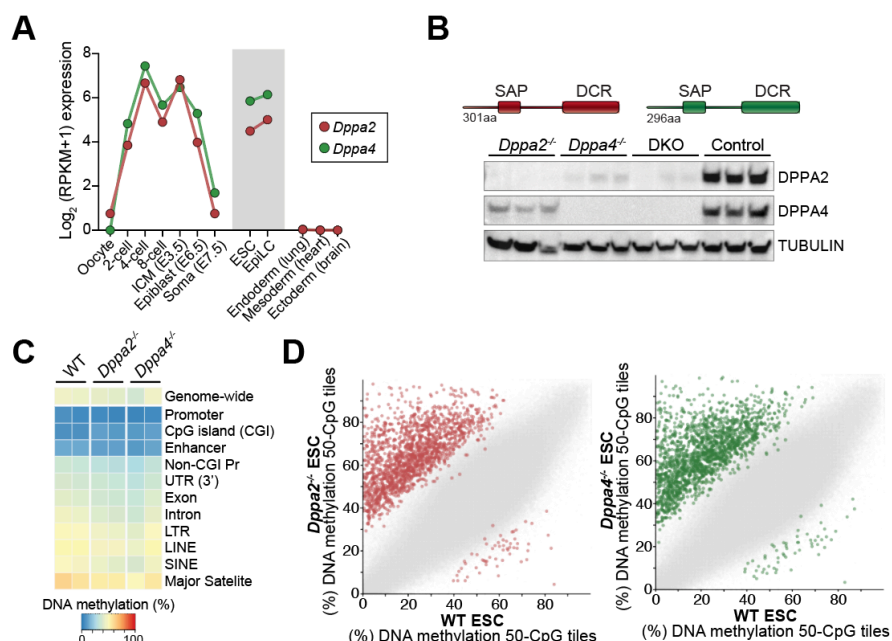 A
Log2 (RPKM+1) expression
8
6
4
2
0
Oocyte
2-cell
4-cell
8-cell
ICM (E3.5)
Epiblast (E6.5)
Soma (E7.5)
ESC
EpiLC
Endoderm (lung)
Mesoderm (heart)
Ectoderm (brain)
Dppa2
Dppa4
B
SAP DCR
301aa
SAP DCR
296aa
Dppa2-/- Dppa4-/- DKO Control
DPPA2
DPPA4
TUBULIN
C
WT Dppa2-/- Dppa4-/-
Genome-wide
Promoter
CpG island (CGI)
Enhancer
Non-CGI Pr
UTR (3')
Exon
Intron
LTR
LINE
SINE
Major Satelite
DNA methylation (%)
0 100
D
Dppa2-/- ESC
(%) DNA methylation 50-CpG tiles
80
60
40
20
0
0 20 40 60 80
WT ESC
(%) DNA methylation 50-CpG tiles
Dppa4-/- ESC
(%) DNA methylation 50-CpG tiles
80
60
40
20
0
0 20 40 60 80
WT ESC
(%) DNA methylation 50-CpG tiles